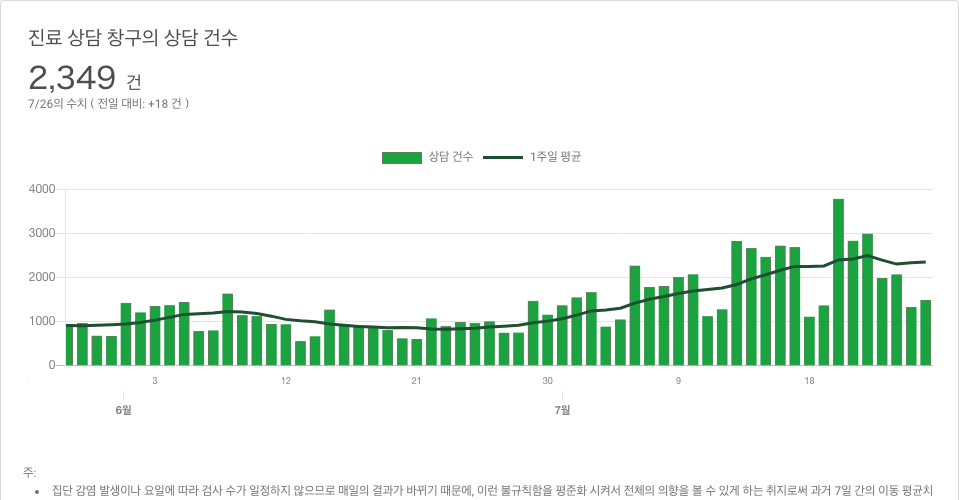 진료 상담 창구의 상담 건수
2,349 건
7/26의 수치 ( 전일 대비: +18 건 )
상담 건수 1주일 평균
4000
3000
2000
1000
0
3 12 21 30 9 18
6월 7월
주:
• 집단 감염 발생이나 요일에 따라 검사 수가 일정하지 않으므로 매일의 결과가 바뀌기 때문에, 이런 불규칙함을 평준화 시켜서 전체의 의향을 볼 수 있게 하는 취지로써 과거 7일 간의 이동 평균치